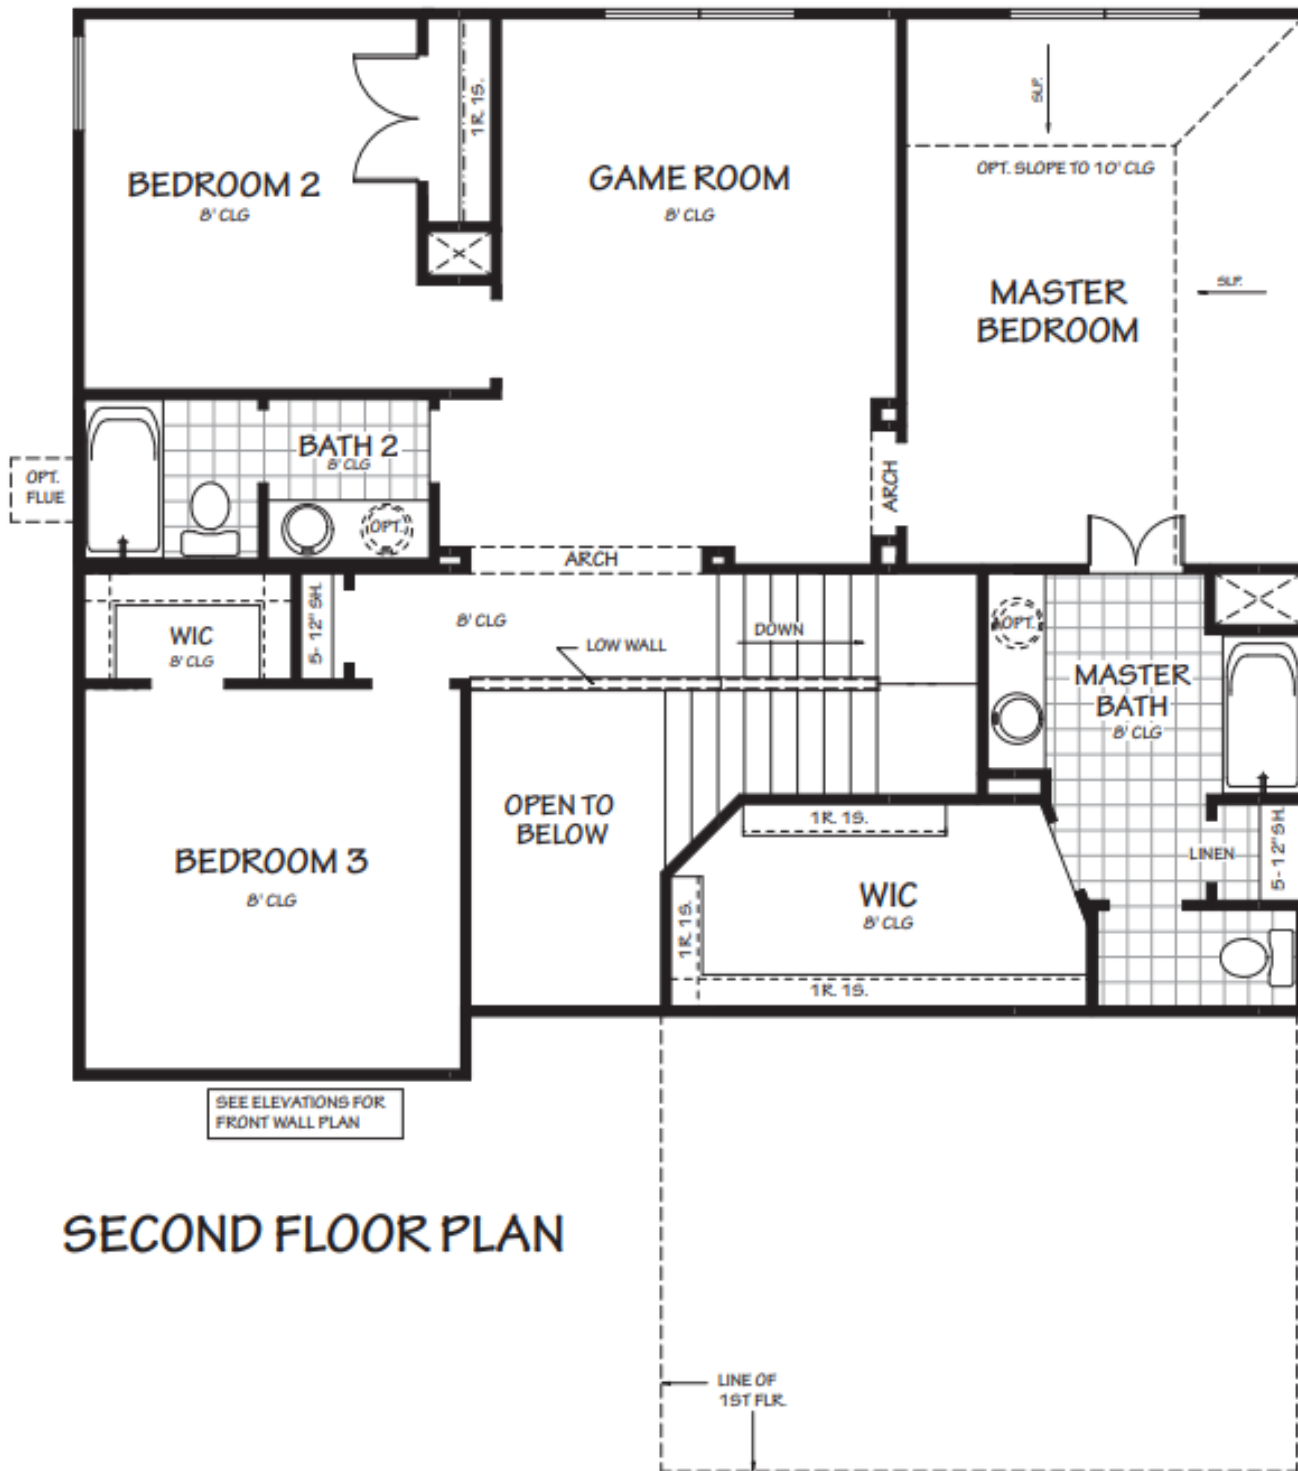 1R. 1S.
SLP.
BEDROOM 2
8' CLG
GAME ROOM
8' CLG
OPT. SLOPE TO 10' CLG
SLP.
MASTER
BEDROOM
BATH 2
8' CLG
OPT.
FLUE
OPT.
ARCH
ARCH
WIC
8' CLG
5- 12" SH.
8' CLG
LOW WALL
DOWN
OPT.
MASTER
BATH
8' CLG
OPEN TO
BELOW
1R. 1S.
BEDROOM 3
8' CLG
WIC
8' CLG
1R. 1S.
1R. 1S.
LINEN
5- 12" SH.
SEE ELEVATIONS FOR
FRONT WALL PLAN
SECOND FLOOR PLAN
LINE OF
1ST FLR.